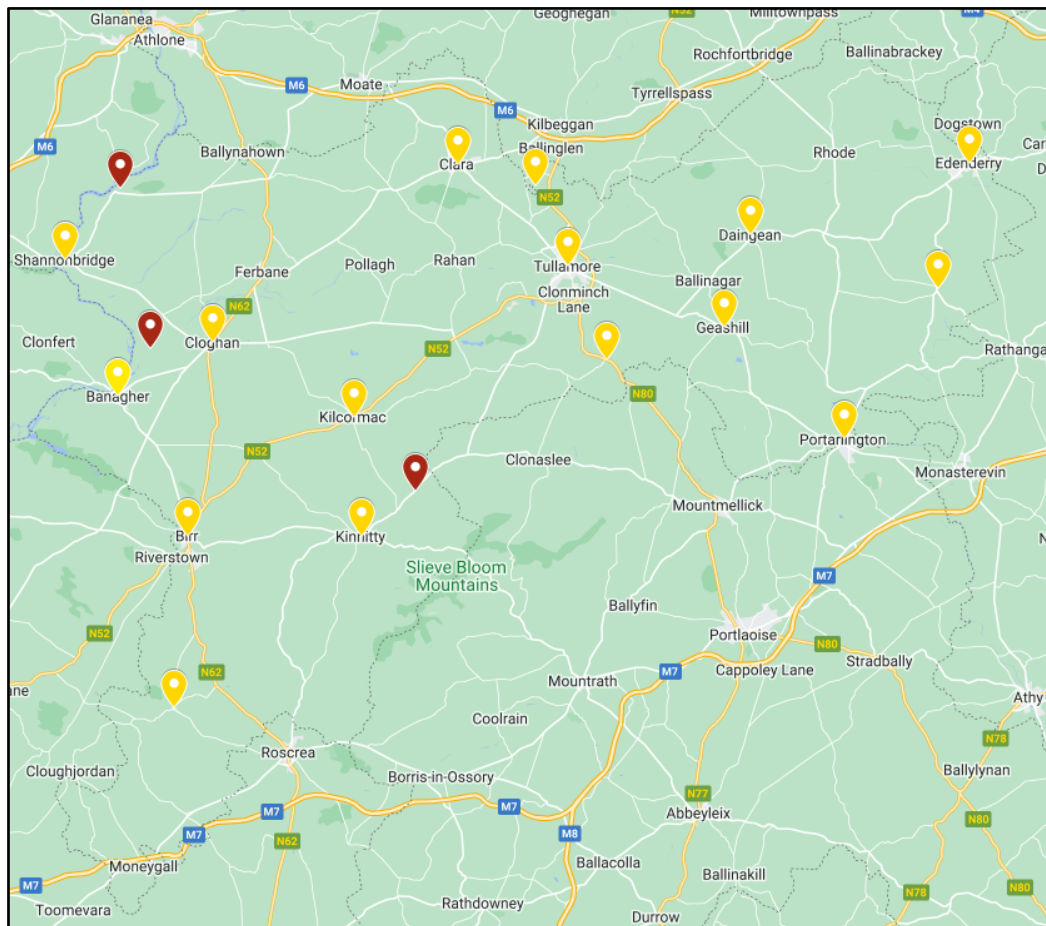 Glananea
Athlone
Geoghegan
N52
Milltownpass
M4
Rochfortbridge
Ballinabrackey
M6
Moate
Tyrrellspass
M6
Kilbeggan
Dogstown
M6
Ballynahown
Clara
Ballinglen
Rhode
Edenderry
N52
Shannonbridge
Ferbane
Pollagh
Rahan
Tullamore
Daingean
Ballinagar
Clonminch
Lane
N62
Clonfert
Cloghan
N52
Geashill
Rathanga
Banagher
Kilcormac
N80
Portarlington
N52
Clonaslee
Monasterevin
Mountmellick
Birr
Kinnitty
Riverstown
Slieve Bloom
Mountains
M7
Ballyfin
N52
Portlaoise
N80
N62
M7
Cappoley Lane
Stradbally
Mountrath
Athy
Coolrain
Roscrea
N78
Cloughjordan
Borris-in-Ossory
Ballylynan
M7
M7
N77
Abbeyleix
M7
N62
M8
N80
Moneygall
Ballacolla
Ballinakill
M7
Toomevara
Rathdowney
N78
N80
Durrow